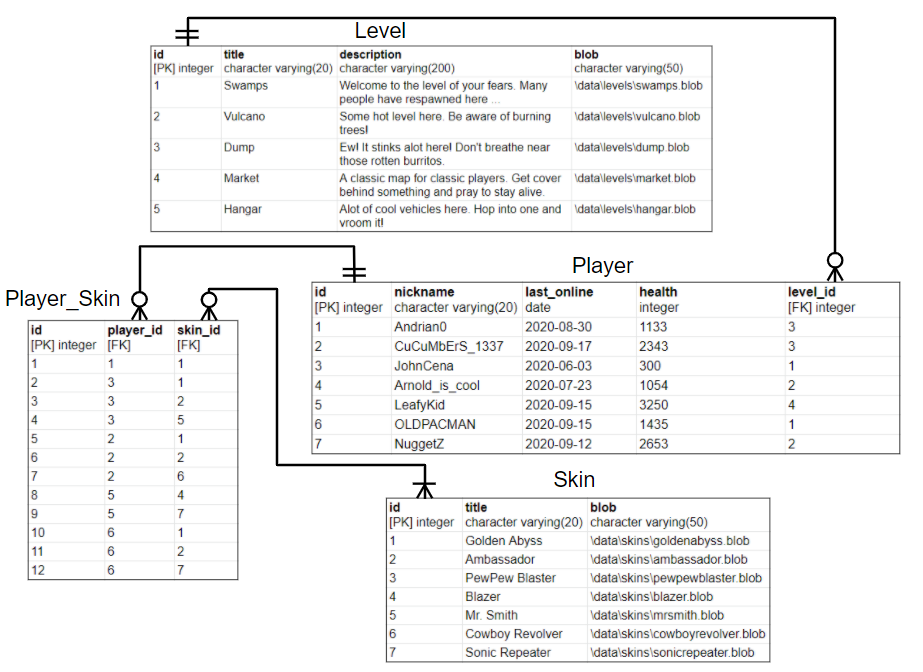 Level
id title description blob
[PK] integer character varying(20) character varying(200) character varying(50)
1 Swamps Welcome to the level of your fears. Many \data\levels\swamps.blob
people have respawned here ...
2 Vulcano Some hot level here. Be aware of burning \data\levels\vulcano.blob
trees!
3 Dump Ew! It stinks alot here! Don't breathe near \data\levels\dump.blob
those rotten burritos.
4 Market A classic map for classic players. Get cover \data\levels\market.blob
behind something and pray to stay alive.
5 Hangar Alot of cool vehicles here. Hop into one and \data\levels\hangar.blob
vroom it!
Player
id nickname last_online health level_id
[PK] integer character varying(20) date integer [FK] integer
1 Andrian0 2020-08-30 1133 3
2 CuCuMbErS_1337 2020-09-17 2343 3
3 JohnCena 2020-06-03 300 1
4 Arnold_is_cool 2020-07-23 1054 2
5 LeafyKid 2020-09-15 3250 4
6 OLDPACMAN 2020-09-15 1435 1
7 NuggetZ 2020-09-12 2653 2
Player_Skin
id player_id skin_id
[PK] integer [FK] [FK]
1 1 1
2 3 1
3 3 2
4 3 5
5 2 1
6 2 2
7 2 6
8 5 4
9 5 7
10 6 1
11 6 2
12 6 7
Skin
id title blob
[PK] integer character varying(20) character varying(50)
1 Golden Abyss \data\skins\goldenabyss.blob
2 Ambassador \data\skins\ambassador.blob
3 PewPew Blaster \data\skins\pewpewblaster.blob
4 Blazer \data\skins\blazer.blob
5 Mr. Smith \data\skins\mrsmith.blob
6 Cowboy Revolver \data\skins\cowboyrevolver.blob
7 Sonic Repeater \data\skins\sonicrepeater.blob